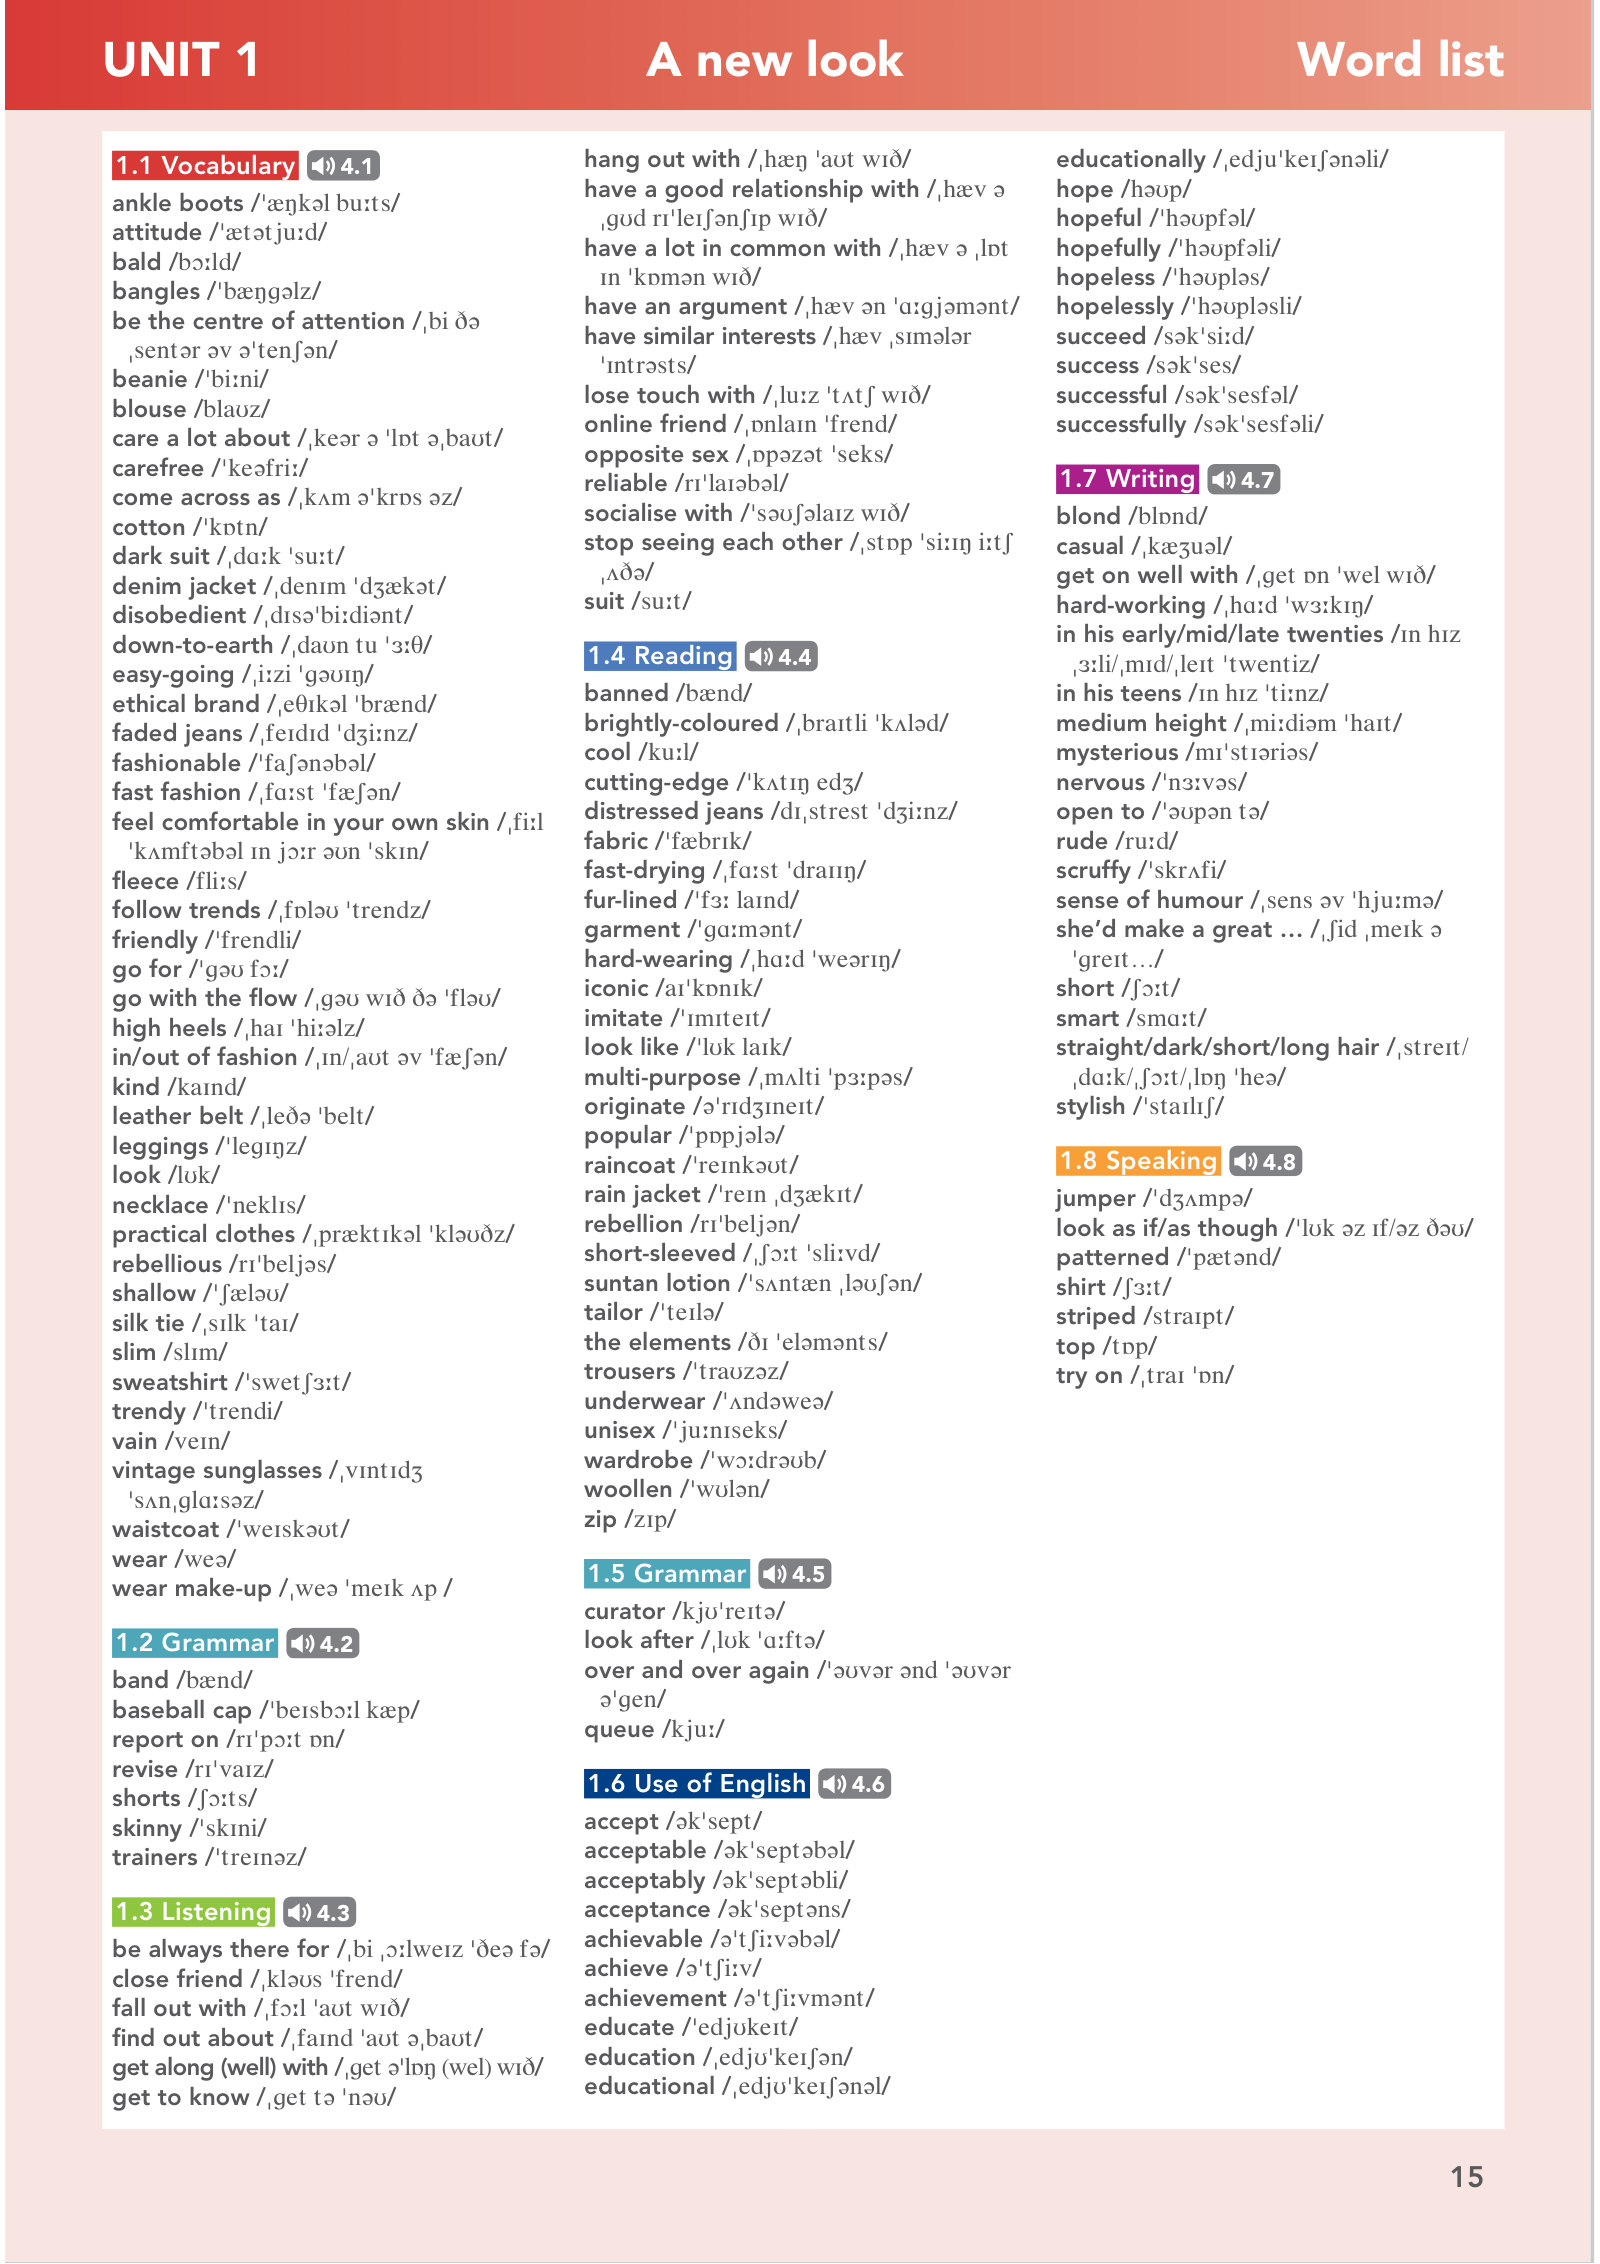 UNIT 1
A new look
Word list
1.1 Vocabulary 4.1
ankle boots /ˈæŋkəl buːts/
attitude /ˈætətjuːd/
bald /bɔːld/
bangles /ˈbæŋgəlz/
be the centre of attention /ˌbi ðə
ˌsentər əv əˈtenʃən/
beanie /ˈbiːni/
blouse /blaʊz/
care a lot about /ˌkeər ə ˈlɒt əˌbaʊt/
carefree /ˈkeəfriː/
come across as /ˌkʌm əˈkrɒs əz/
cotton /ˈkɒtn/
dark suit /ˌdɑːk ˈsuːt/
denim jacket /ˌdenɪm ˈdʒækət/
disobedient /ˌdɪsəˈbiːdiənt/
down-to-earth /ˌdaʊn tu ˈɜːθ/
easy-going /ˌiːzi ˈgəʊɪŋ/
ethical brand /ˌeθɪkəl ˈbrænd/
faded jeans /ˌfeɪdɪd ˈdʒiːnz/
fashionable /ˈfaʃənəbəl/
fast fashion /ˌfɑːst ˈfæʃən/
feel comfortable in your own skin /ˌfiːl
ˈkʌmftəbəl ɪn jɔːr əʊn ˈskɪn/
fleece /fliːs/
follow trends /ˌfɒləʊ ˈtrendz/
friendly /ˈfrendli/
go for /ˈgəʊ fɔː/
go with the flow /ˌgəʊ wɪð ðə ˈfləʊ/
high heels /ˌhaɪ ˈhiːəlz/
in/out of fashion /ˌɪn/ˌaʊt əv ˈfæʃən/
kind /kaɪnd/
leather belt /ˌleðə ˈbelt/
leggings /ˈlegɪŋz/
look /lʊk/
necklace /ˈneklɪs/
practical clothes /ˌpræktɪkəl ˈkləʊðz/
rebellious /rɪˈbeljəs/
shallow /ˈʃæləʊ/
silk tie /ˌsɪlk ˈtaɪ/
slim /slɪm/
sweatshirt /ˈswetʃɜːt/
trendy /ˈtrendi/
vain /veɪn/
vintage sunglasses /ˌvɪntɪdʒ
ˈsʌnˌglɑːsəz/
waistcoat /ˈweɪskəʊt/
wear /weə/
wear make-up /ˌweə ˈmeɪk ʌp /
1.2 Grammar 4.2
band /bænd/
baseball cap /ˈbeɪsbɔːl kæp/
report on /rɪˈpɔːt ɒn/
revise /rɪˈvaɪz/
shorts /ʃɔːts/
skinny /ˈskɪni/
trainers /ˈtreɪnəz/
1.3 Listening 4.3
be always there for /ˌbi ˌɔːlweɪz ˈðeə fə/
close friend /ˌkləʊs ˈfrend/
fall out with /ˌfɔːl ˈaʊt wɪð/
find out about /ˌfaɪnd ˈaʊt əˌbaʊt/
get along (well) with /ˌget əˈlɒŋ (wel) wɪð/
get to know /ˌget tə ˈnəʊ/
hang out with /ˌhæŋ ˈaʊt wɪð/
have a good relationship with /ˌhæv ə
ˌgʊd rɪˈleɪʃənʃɪp wɪð/
have a lot in common with /ˌhæv ə ˌlɒt
ɪn ˈkɒmən wɪð/
have an argument /ˌhæv ən ˈɑːgjəmənt/
have similar interests /ˌhæv ˌsɪmələr
ˈɪntrəsts/
lose touch with /ˌluːz ˈtʌtʃ wɪð/
online friend /ˌɒnlaɪn ˈfrend/
opposite sex /ˌɒpəzət ˈseks/
reliable /rɪˈlaɪəbəl/
socialise with /ˈsəʊʃəlaɪz wɪð/
stop seeing each other /ˌstɒp ˈsiːɪŋ iːtʃ
ˌʌðə/
suit /suːt/
1.4 Reading 4.4
banned /bænd/
brightly-coloured /ˌbraɪtli ˈkʌləd/
cool /kuːl/
cutting-edge /ˈkʌtɪŋ edʒ/
distressed jeans /dɪˌstrest ˈdʒiːnz/
fabric /ˈfæbrɪk/
fast-drying /ˌfɑːst ˈdraɪɪŋ/
fur-lined /ˈfɜː laɪnd/
garment /ˈgɑːmənt/
hard-wearing /ˌhɑːd ˈweərɪŋ/
iconic /aɪˈkɒnɪk/
imitate /ˈɪmɪteɪt/
look like /ˈlʊk laɪk/
multi-purpose /ˌmʌlti ˈpɜːpəs/
originate /əˈrɪdʒɪneɪt/
popular /ˈpɒpjələ/
raincoat /ˈreɪnkəʊt/
rain jacket /ˈreɪn ˌdʒækɪt/
rebellion /rɪˈbeljən/
short-sleeved /ˌʃɔːt ˈsliːvd/
suntan lotion /ˈsʌntæn ˌləʊʃən/
tailor /ˈteɪlə/
the elements /ðɪ ˈeləmənts/
trousers /ˈtraʊzəz/
underwear /ˈʌndəweə/
unisex /ˈjuːnɪseks/
wardrobe /ˈwɔːdrəʊb/
woollen /ˈwʊlən/
zip /zɪp/
1.5 Grammar 4.5
curator /kjʊˈreɪtə/
look after /ˌlʊk ˈɑːftə/
over and over again /ˈəʊvər ənd ˈəʊvər
əˈgen/
queue /kjuː/
1.6 Use of English 4.6
accept /əkˈsept/
acceptable /əkˈseptəbəl/
acceptably /əkˈseptəbli/
acceptance /əkˈseptəns/
achievable /əˈtʃiːvəbəl/
achieve /əˈtʃiːv/
achievement /əˈtʃiːvmənt/
educate /ˈedjʊkeɪt/
education /ˌedjʊˈkeɪʃən/
educational /ˌedjʊˈkeɪʃənəl/
educationally /ˌedjuˈkeɪʃənəli/
hope /həʊp/
hopeful /ˈhəʊpfəl/
hopefully /ˈhəʊpfəli/
hopeless /ˈhəʊpləs/
hopelessly /ˈhəʊpləsli/
succeed /səkˈsiːd/
success /səkˈses/
successful /səkˈsesfəl/
successfully /səkˈsesfəli/
1.7 Writing 4.7
blond /blɒnd/
casual /ˌkæʒuəl/
get on well with /ˌget ɒn ˈwel wɪð/
hard-working /ˌhɑːd ˈwɜːkɪŋ/
in his early/mid/late twenties /ɪn hɪz
ˌɜːli/ˌmɪd/ˌleɪt ˈtwentiz/
in his teens /ɪn hɪz ˈtiːnz/
medium height /ˌmiːdiəm ˈhaɪt/
mysterious /mɪˈstɪəriəs/
nervous /ˈnɜːvəs/
open to /ˈəʊpən tə/
rude /ruːd/
scruffy /ˈskrʌfi/
sense of humour /ˌsens əv ˈhjuːmə/
she’d make a great … /ˌʃid ˌmeɪk ə
ˈgreɪt…/
short /ʃɔːt/
smart /smɑːt/
straight/dark/short/long hair /ˌstreɪt/
ˌdɑːk/ˌʃɔːt/ˌlɒŋ ˈheə/
stylish /ˈstaɪlɪʃ/
1.8 Speaking 4.8
jumper /ˈdʒʌmpə/
look as if/as though /ˈlʊk əz ɪf/əz ðəʊ/
patterned /ˈpætənd/
shirt /ʃɜːt/
striped /straɪpt/
top /tɒp/
try on /ˌtraɪ ˈɒn/
15